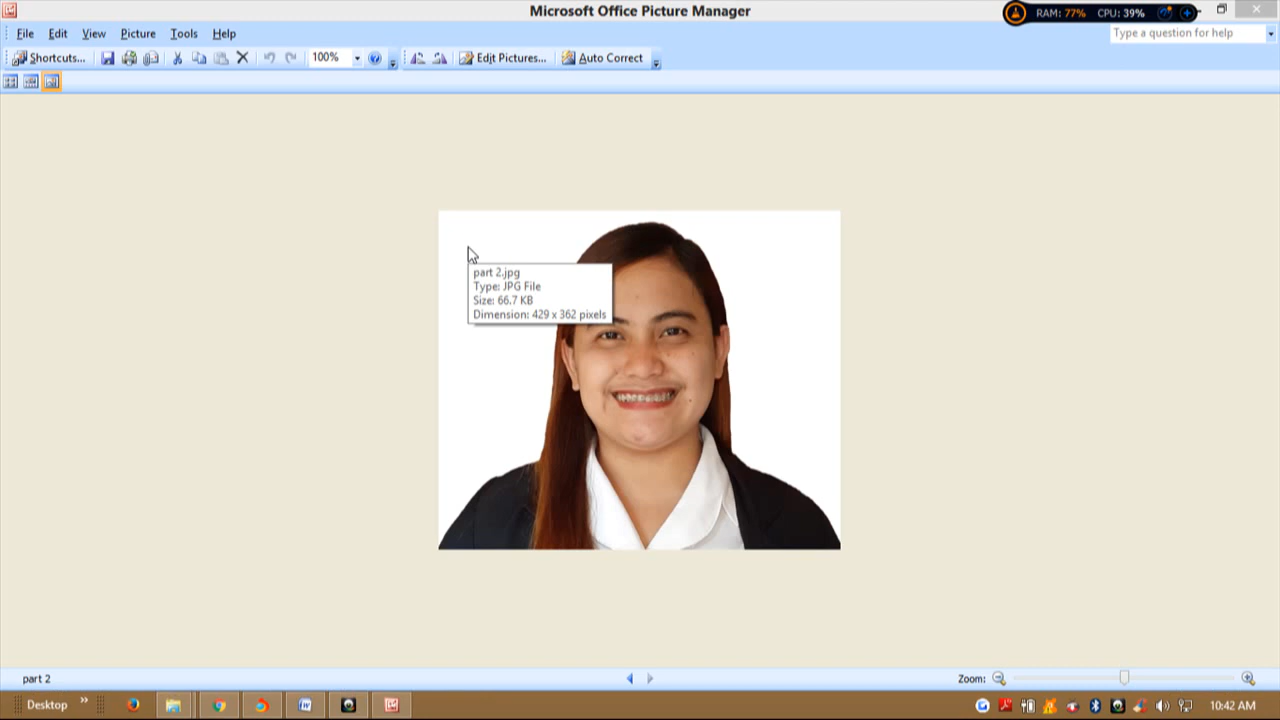 Microsoft Office Picture Manager
RAM: 77% CPU: 39%
File Edit View Picture Tools Help
Type a question for help
Shortcuts... 100% Edit Pictures... Auto Correct
part 2.jpg
Type: JPG File
Size: 66.7 KB
Dimension: 429 x 362 pixels
part 2
Zoom:
Desktop
10:42 AM